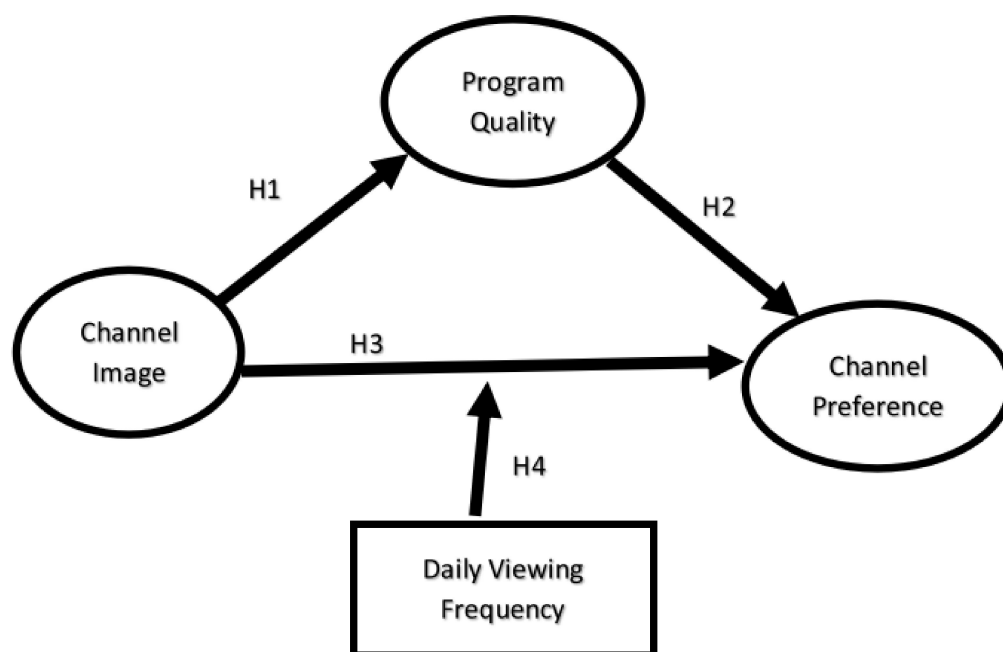 Program
Quality
H1
H2
Channel
Image
H3
Channel
Preference
H4
Daily Viewing
Frequency